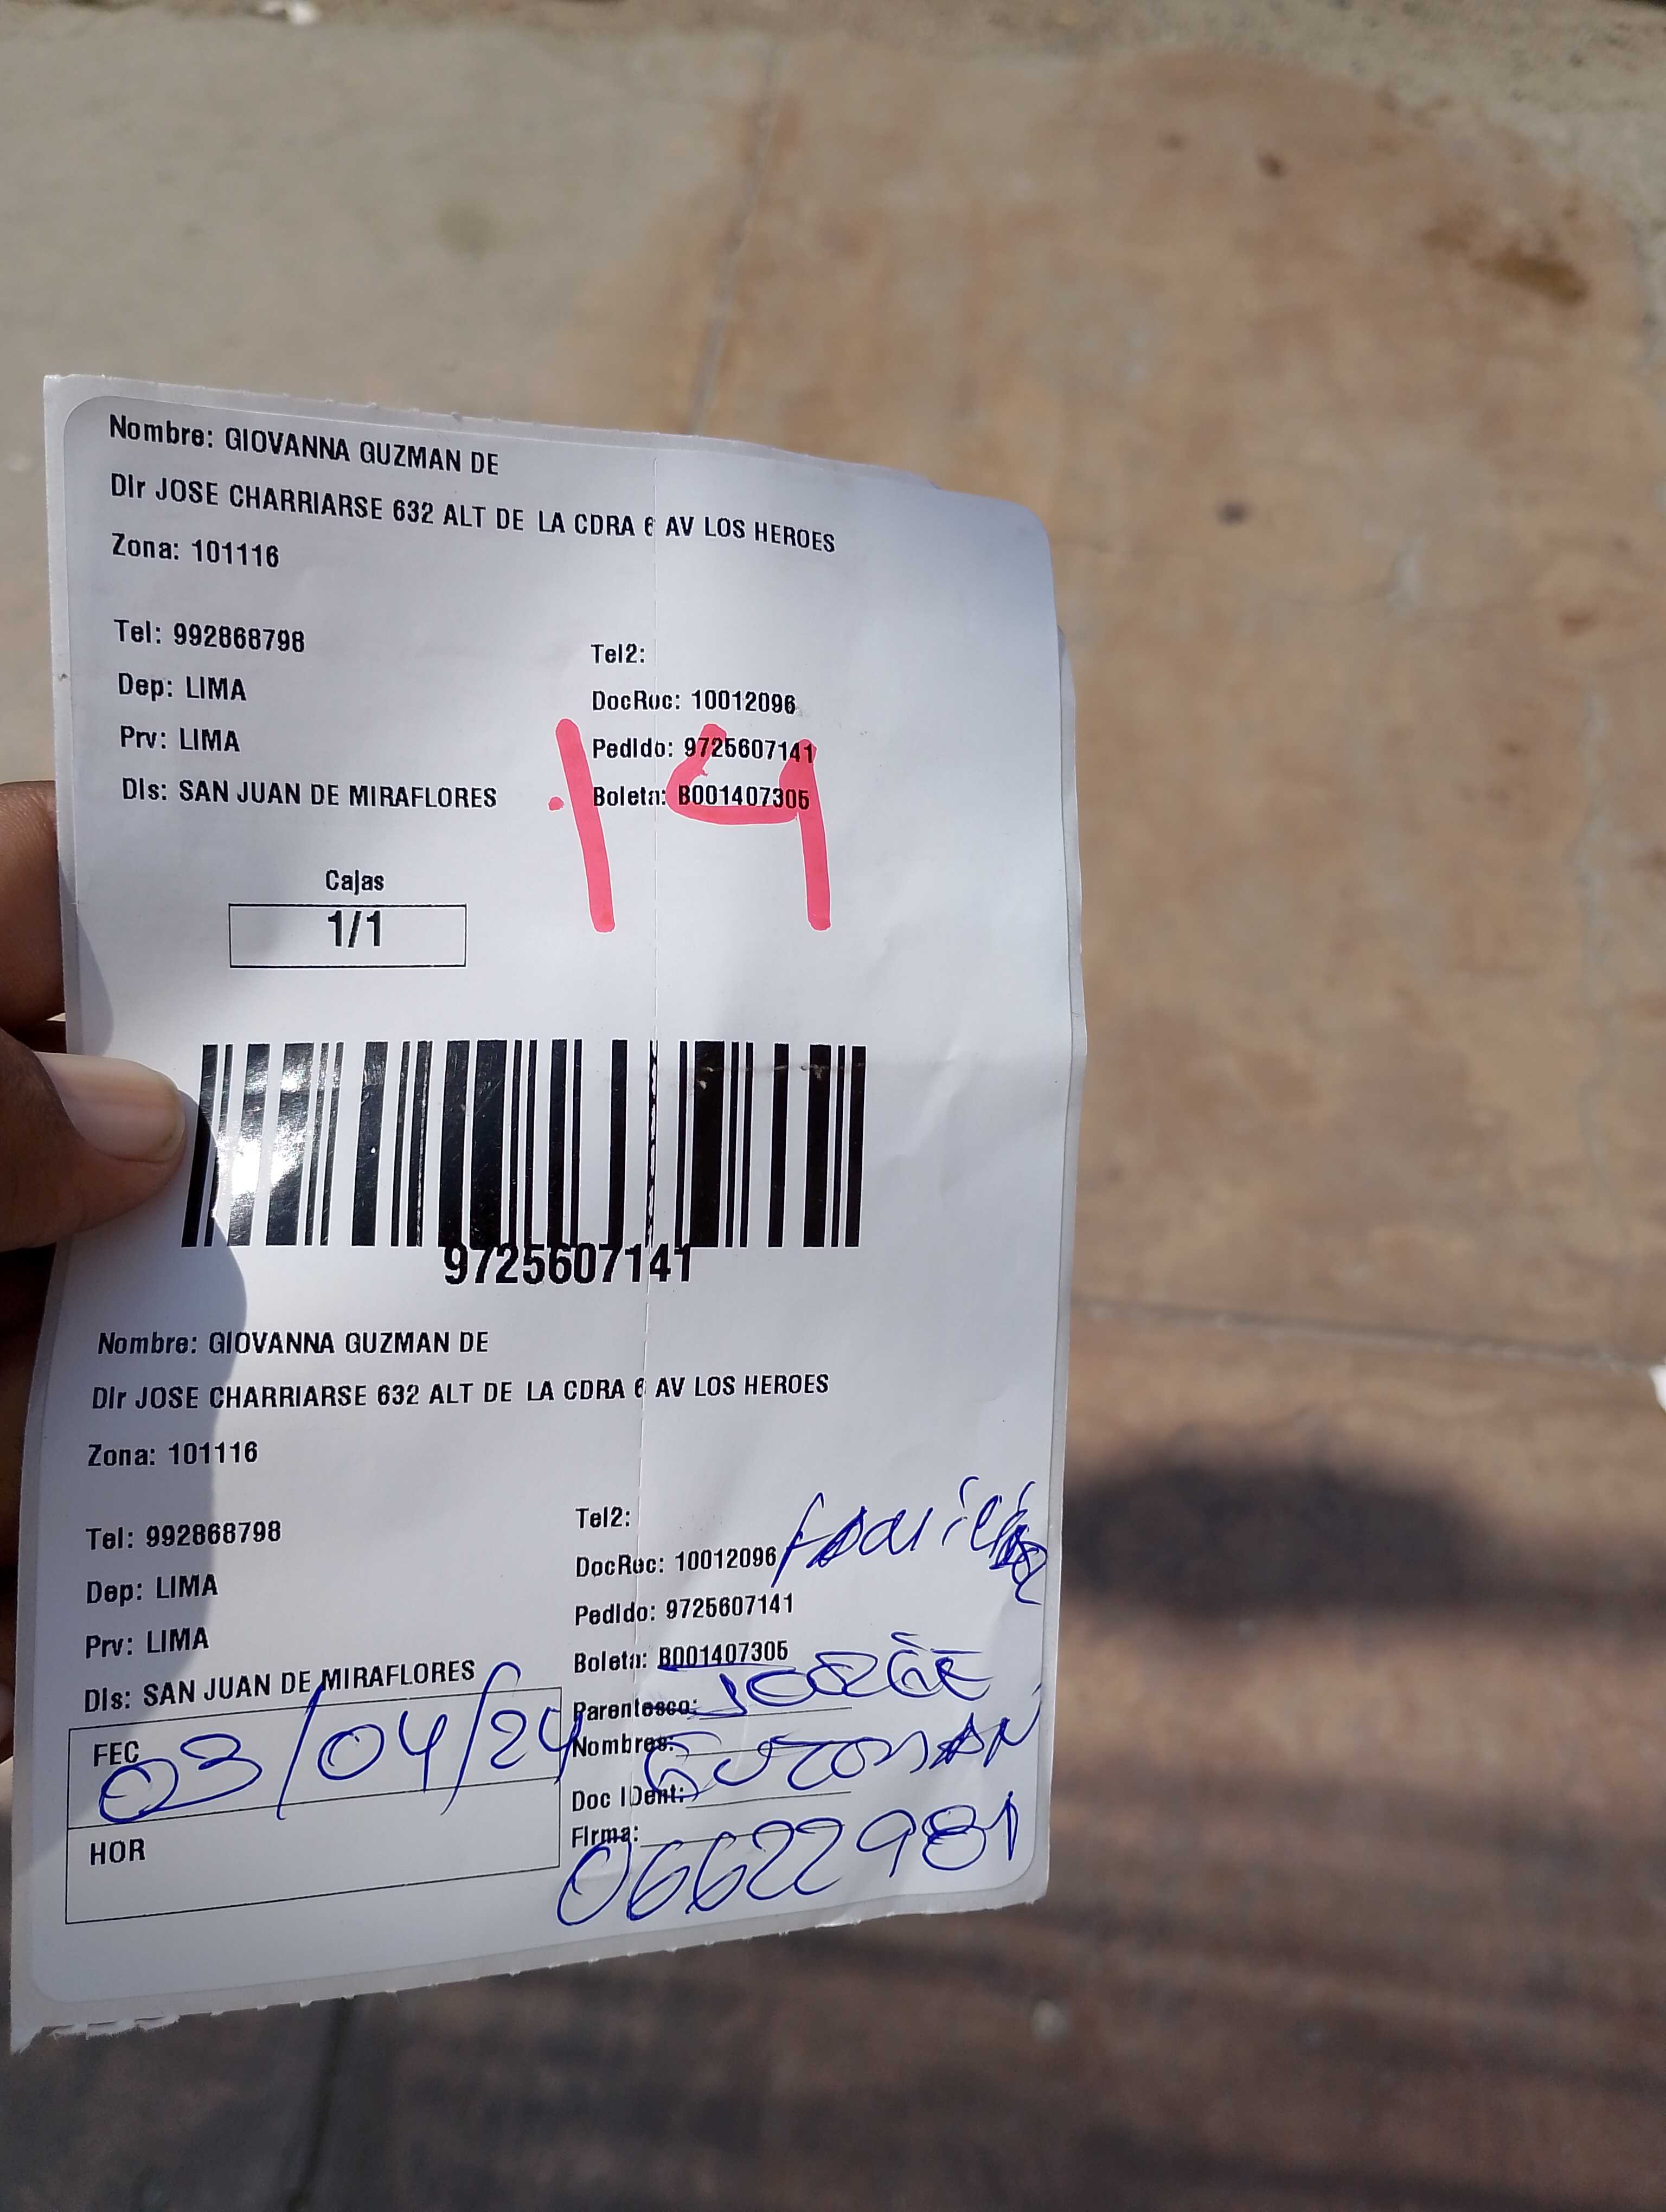 Nombre: GIOVANNA GUZMAN DE
DIr JOSE CHARRIARSE 632 ALT DE LA CDRA 6 AV LOS HEROES
Zona: 101116
Tel: 992868798
Tel2:
Dep: LIMA
DocRuc: 10012096
Prv: LIMA
PedIdo: 9725607141
DIs: SAN JUAN DE MIRAFLORES
Boleta: B001407305
14
Cajas
1/1
9725607141
Nombre: GIOVANNA GUZMAN DE
DIr JOSE CHARRIARSE 632 ALT DE LA CDRA 6 AV LOS HEROES
Zona: 101116
Tel: 992868798
Tel2:
Dep: LIMA
DocRuc: 10012096
Prv: LIMA
PedIdo: 9725607141
DIs: SAN JUAN DE MIRAFLORES
Boleta: B001407305
Parentesco: JORGE
FEC 03/04/24
Nombres: GUZMAN
Doc IDent:
HOR
FIrma:
06622981